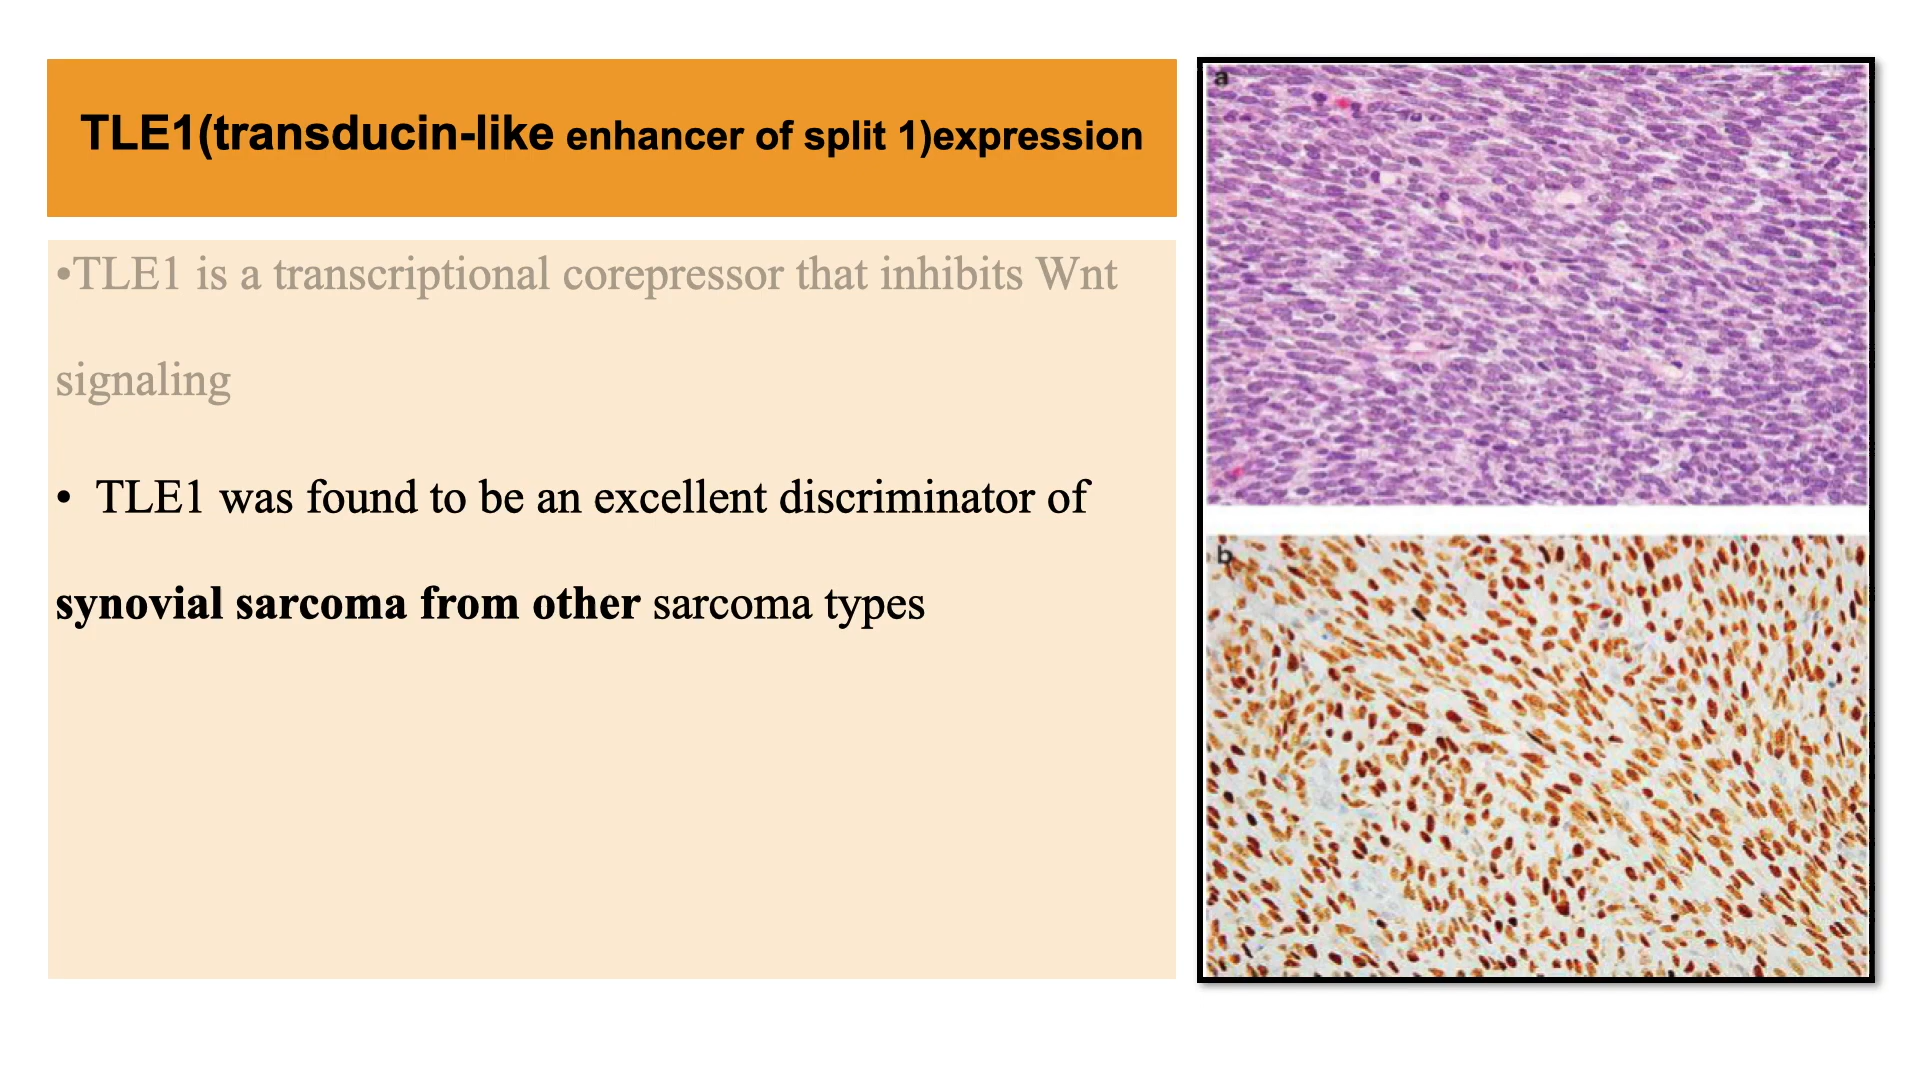 TLE1(transducin-like enhancer of split 1)expression
•TLE1 is a transcriptional corepressor that inhibits Wnt
signaling
• TLE1 was found to be an excellent discriminator of
synovial sarcoma from other sarcoma types
a
b